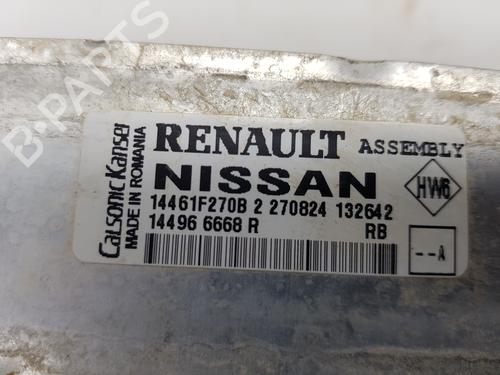 RENAULT ASSEMBLY
NISSAN
HW6
14461F270B 2 270824 132642
14496 6668 R RB
--A
Calsonic Kansei
MADE IN ROMANIA
B-PARTS